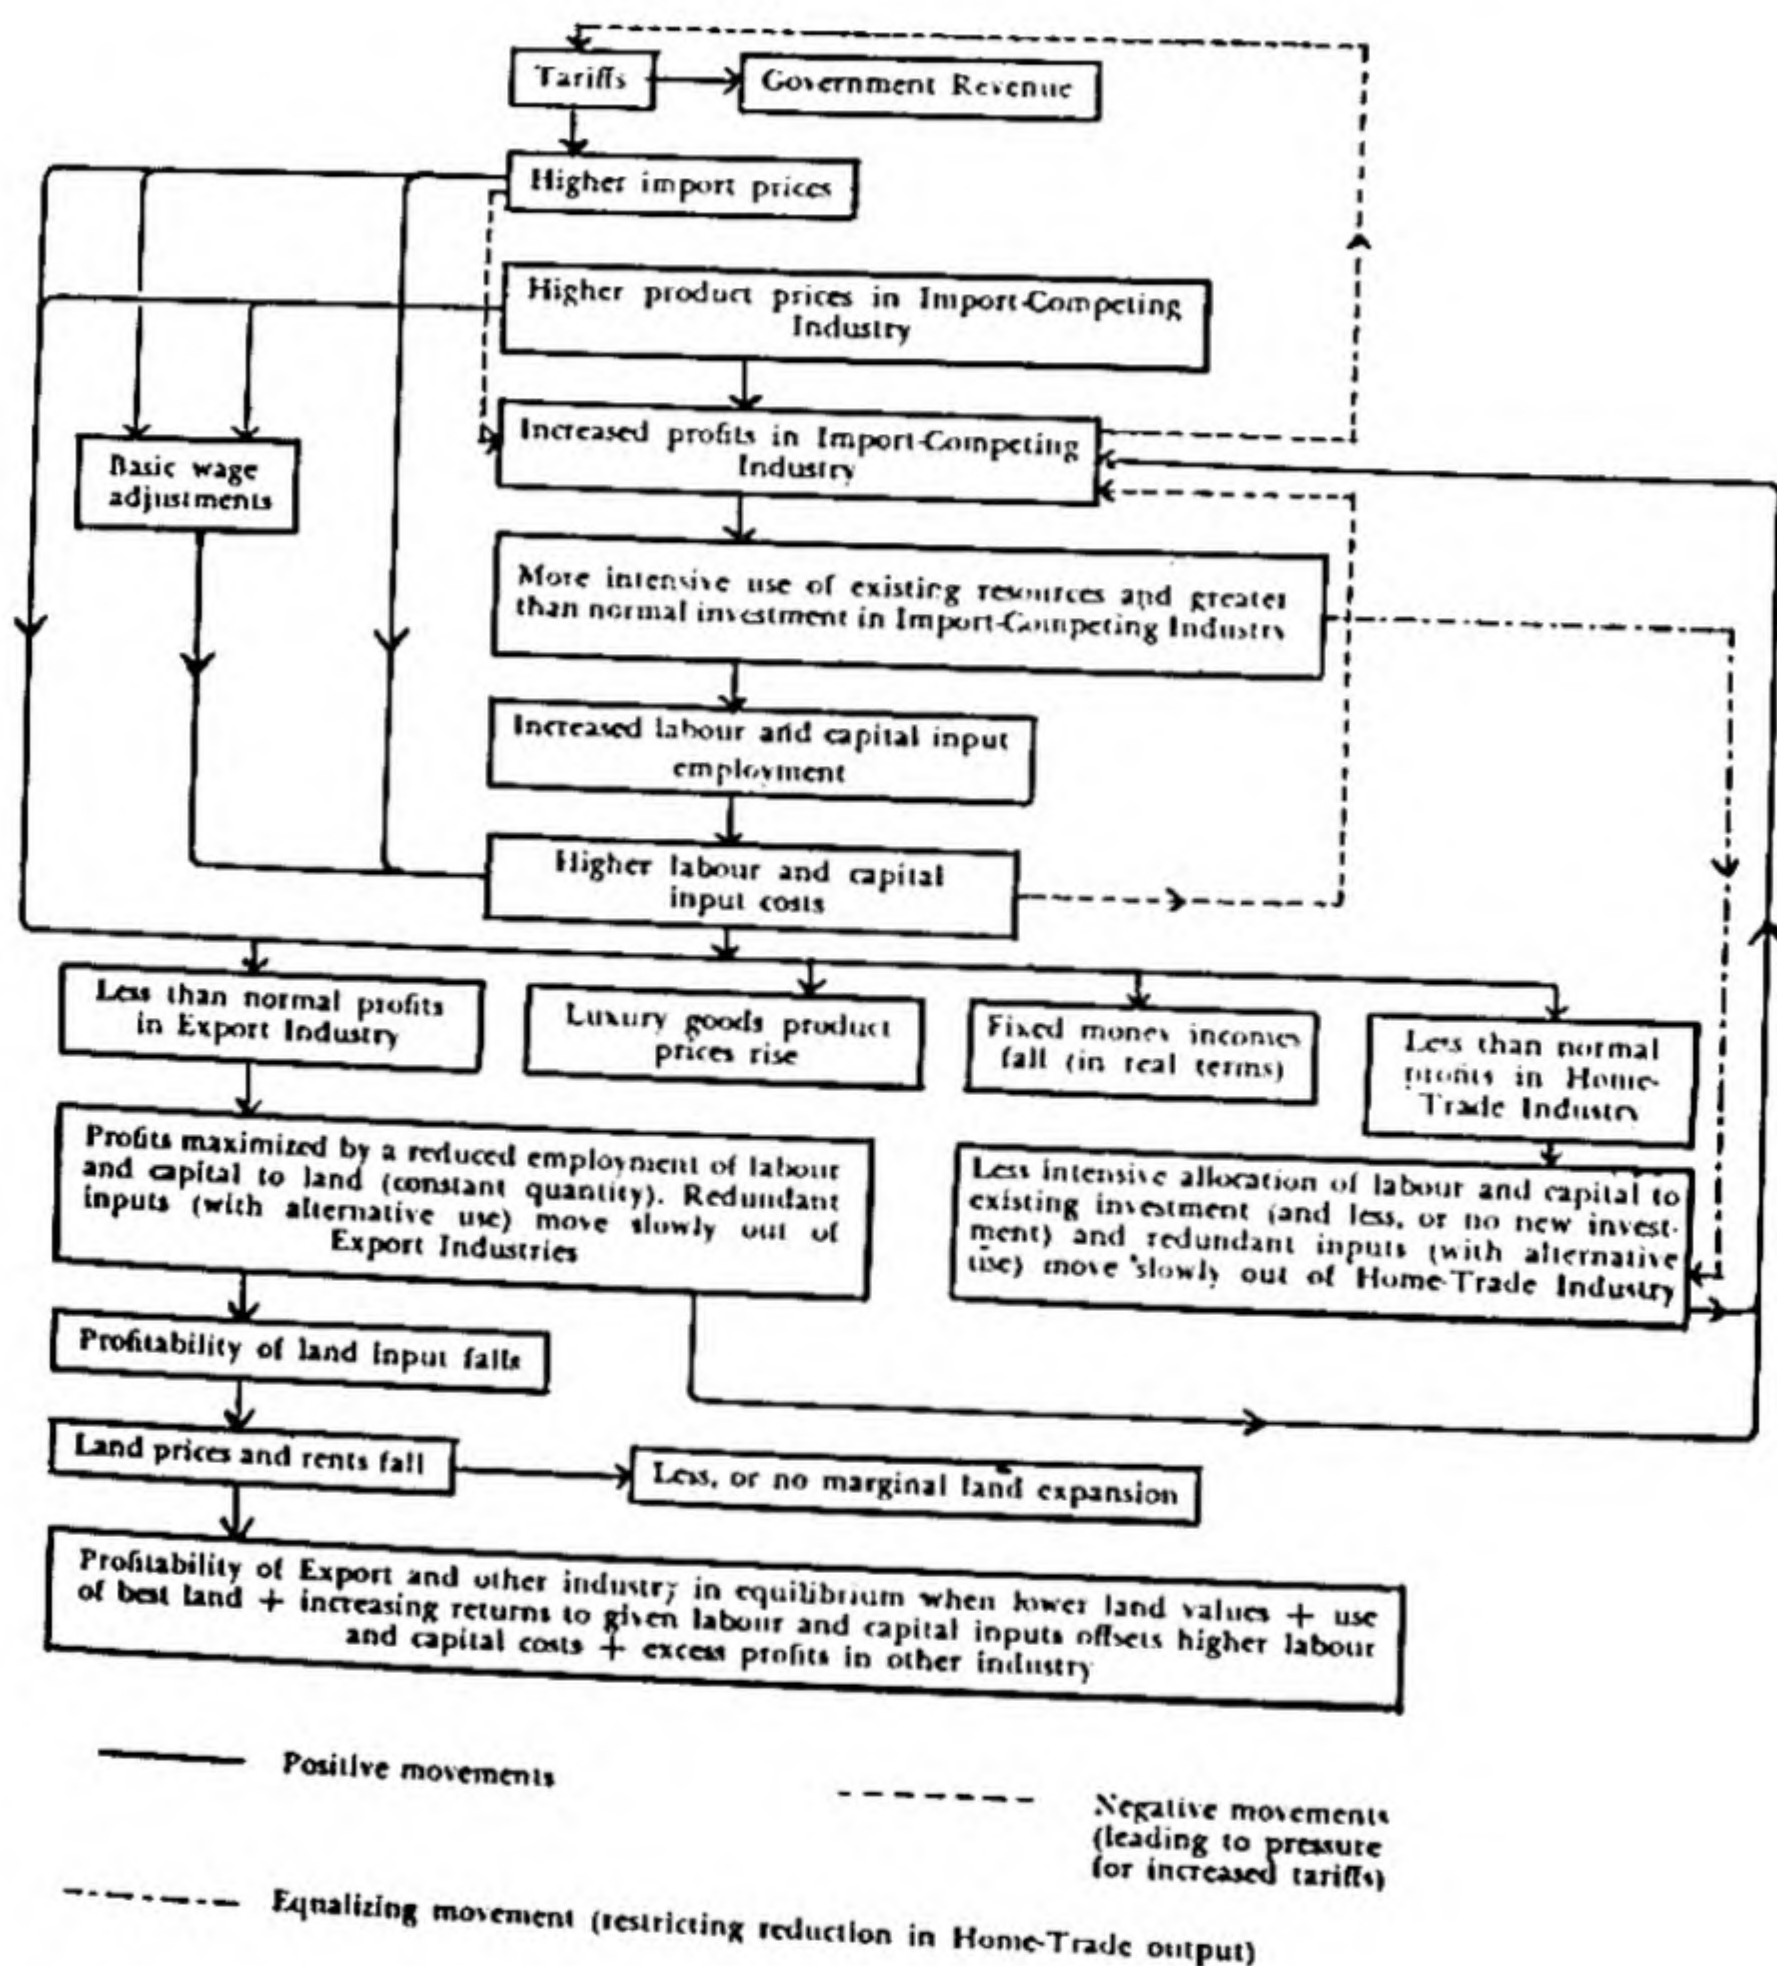 Tariffs
Government Revenue
Higher import prices
Higher product prices in Import-Competing
Industry
Increased profits in Import-Competing
Industry
Basic wage
adjustments
More intensive use of existing resources and greater
than normal investment in Import-Competing Industry
Increased labour and capital input
employment
Higher labour and capital
input costs
Less than normal profits
in Export Industry
Luxury goods product
prices rise
Fixed money incomes
fall (in real terms)
Less than normal
profits in Home-
Trade Industry
Profits maximized by a reduced employment of labour
and capital to land (constant quantity). Redundant
inputs (with alternative use) move slowly out of
Export Industries
Less intensive allocation of labour and capital to
existing investment (and less, or no new invest-
ment) and redundant inputs (with alternative
use) move slowly out of Home-Trade Industry
Profitability of land input falls
Land prices and rents fall
Less, or no marginal land expansion
Profitability of Export and other industry in equilibrium when lower land values + use
of best land + increasing returns to given labour and capital inputs offsets higher labour
and capital costs + excess profits in other industry
Positive movements
Negative movements
(leading to pressure
for increased tariffs)
Equalizing movement (restricting reduction in Home-Trade output)